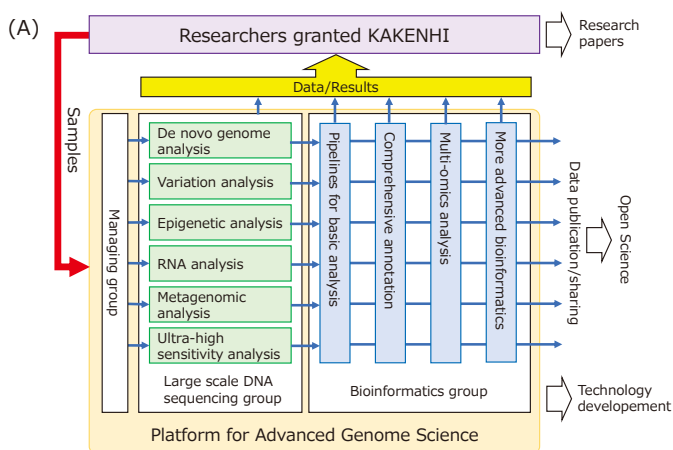 (A)
Researchers granted KAKENHI
Research
papers
Data/Results
Samples
Managing group
De novo genome
analysis
Variation analysis
Epigenetic analysis
RNA analysis
Metagenomic
analysis
Ultra-high
sensitivity analysis
Large scale DNA
sequencing group
Pipelines for basic analysis
Comprehensive annotation
Multi-omics analysis
More advanced bioinformatics
Bioinformatics group
Data publication/sharing
Open Science
Technology
developement
Platform for Advanced Genome Science